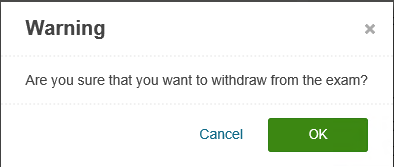 Warning
×
Are you sure that you want to withdraw from the exam?
Cancel
OK